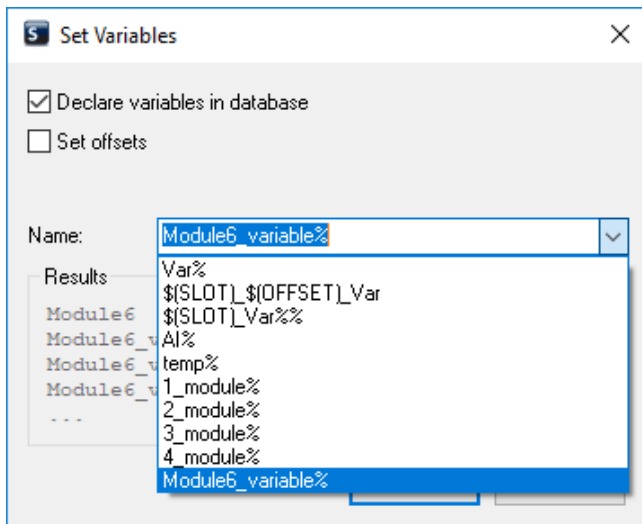 S Set Variables
Declare variables in database
Set offsets
Name: Module6_variable%
Results
Var%
$(SLOT)_$(OFFSET)_Var
Module6
$(SLOT)_Var%%
Module6_v
AI%
Module6_v
temp%
Module6_v
1_module%
...
2_module%
3_module%
4_module%
Module6_variable%